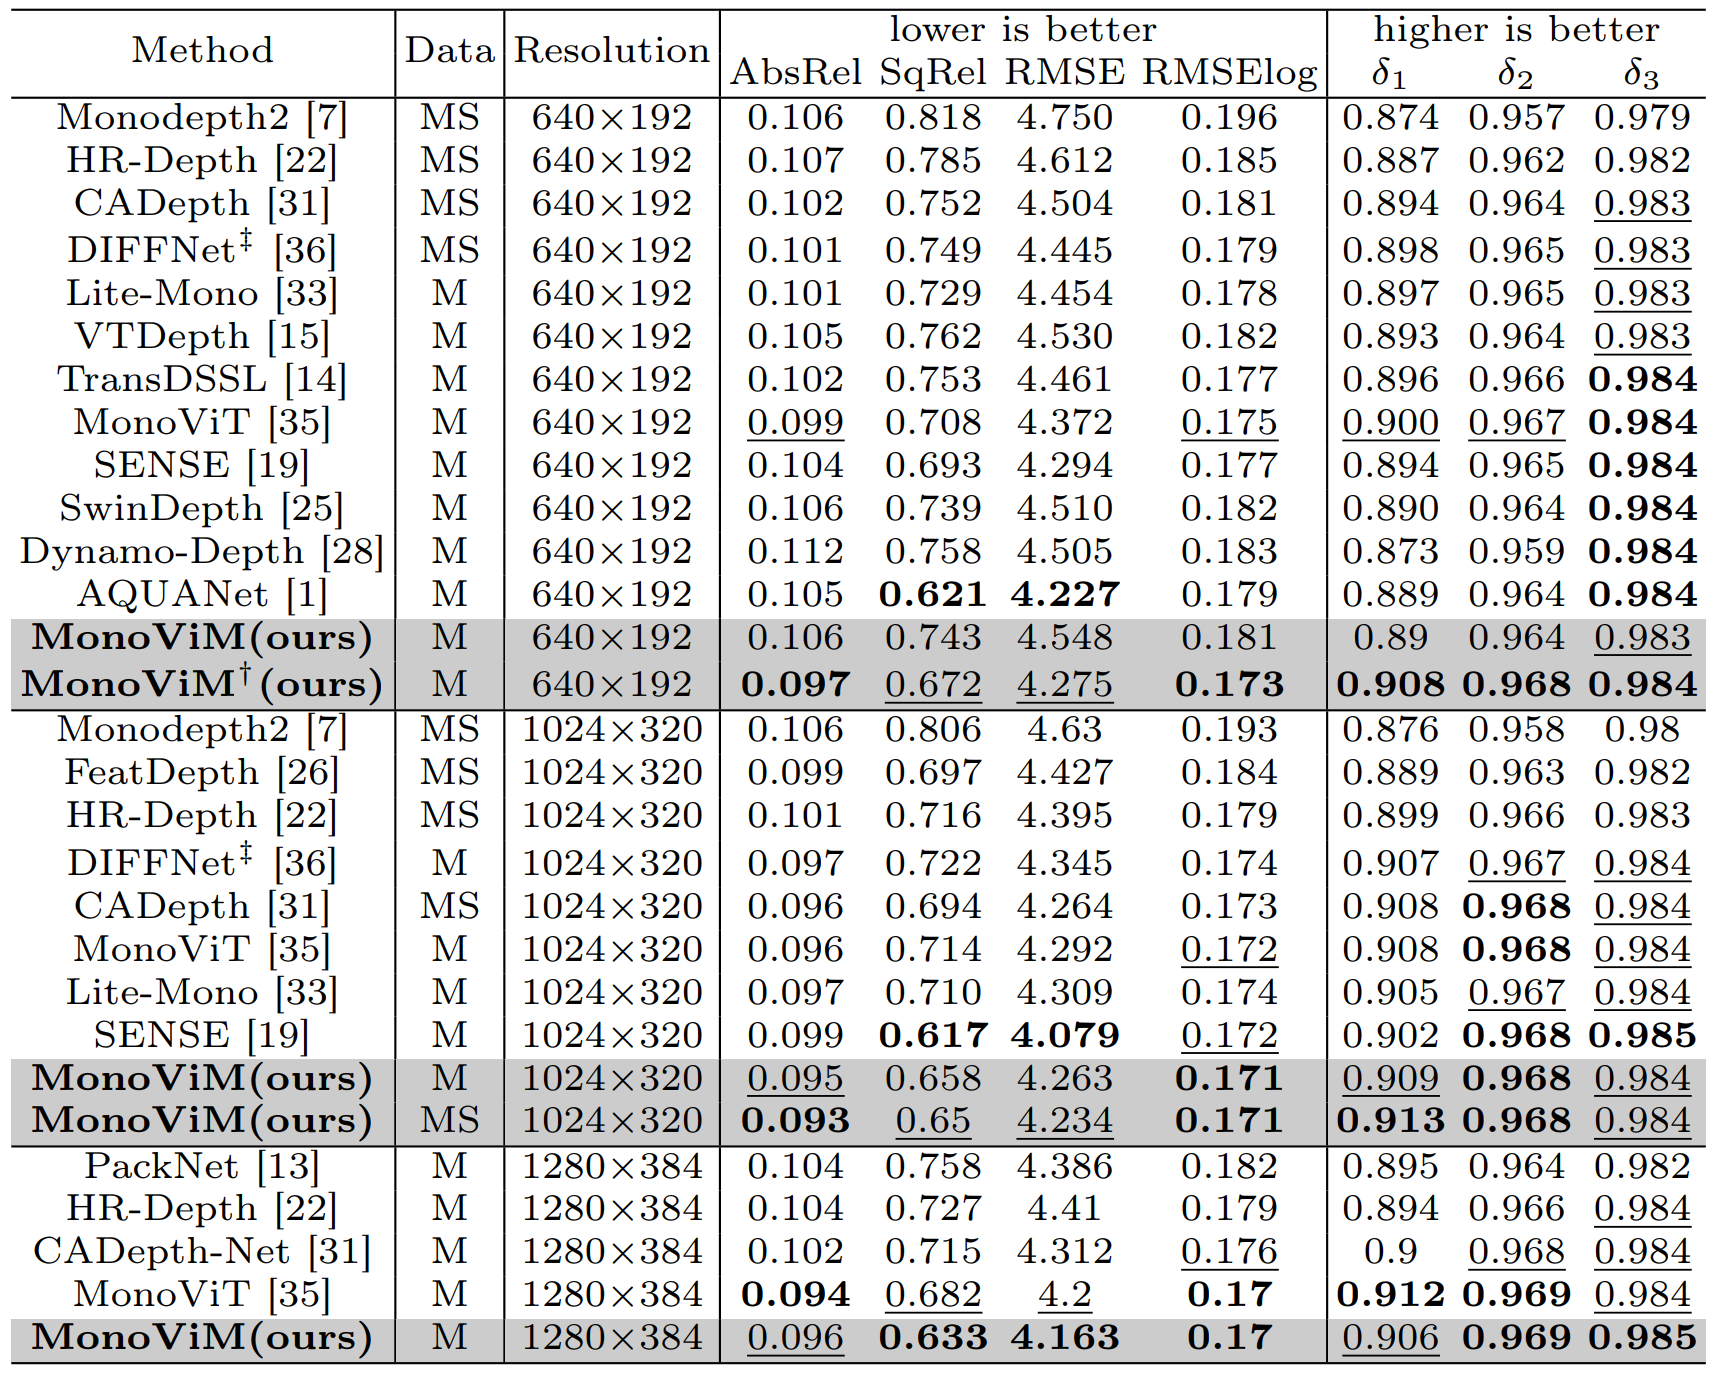 Method Data Resolution lower is better higher is better
AbsRel SqRel RMSE RMSElog δ1 δ2 δ3
Monodepth2 [7] MS 640×192 0.106 0.818 4.750 0.196 0.874 0.957 0.979
HR-Depth [22] MS 640×192 0.107 0.785 4.612 0.185 0.887 0.962 0.982
CADepth [31] MS 640×192 0.102 0.752 4.504 0.181 0.894 0.964 0.983
DIFFNet‡ [36] MS 640×192 0.101 0.749 4.445 0.179 0.898 0.965 0.983
Lite-Mono [33] M 640×192 0.101 0.729 4.454 0.178 0.897 0.965 0.983
VTDepth [15] M 640×192 0.105 0.762 4.530 0.182 0.893 0.964 0.983
TransDSSL [14] M 640×192 0.102 0.753 4.461 0.177 0.896 0.966 0.984
MonoViT [35] M 640×192 0.099 0.708 4.372 0.175 0.900 0.967 0.984
SENSE [19] M 640×192 0.104 0.693 4.294 0.177 0.894 0.965 0.984
SwinDepth [25] M 640×192 0.106 0.739 4.510 0.182 0.890 0.964 0.984
Dynamo-Depth [28] M 640×192 0.112 0.758 4.505 0.183 0.873 0.959 0.984
AQUANet [1] M 640×192 0.105 0.621 4.227 0.179 0.889 0.964 0.984
MonoViM(ours) M 640×192 0.106 0.743 4.548 0.181 0.89 0.964 0.983
MonoViM†(ours) M 640×192 0.097 0.672 4.275 0.173 0.908 0.968 0.984
Monodepth2 [7] MS 1024×320 0.106 0.806 4.63 0.193 0.876 0.958 0.98
FeatDepth [26] MS 1024×320 0.099 0.697 4.427 0.184 0.889 0.963 0.982
HR-Depth [22] MS 1024×320 0.101 0.716 4.395 0.179 0.899 0.966 0.983
DIFFNet‡ [36] M 1024×320 0.097 0.722 4.345 0.174 0.907 0.967 0.984
CADepth [31] MS 1024×320 0.096 0.694 4.264 0.173 0.908 0.968 0.984
MonoViT [35] M 1024×320 0.096 0.714 4.292 0.172 0.908 0.968 0.984
Lite-Mono [33] M 1024×320 0.097 0.710 4.309 0.174 0.905 0.967 0.984
SENSE [19] M 1024×320 0.099 0.617 4.079 0.172 0.902 0.968 0.985
MonoViM(ours) M 1024×320 0.095 0.658 4.263 0.171 0.909 0.968 0.984
MonoViM(ours) MS 1024×320 0.093 0.65 4.234 0.171 0.913 0.968 0.984
PackNet [13] M 1280×384 0.104 0.758 4.386 0.182 0.895 0.964 0.982
HR-Depth [22] M 1280×384 0.104 0.727 4.41 0.179 0.894 0.966 0.984
CADepth-Net [31] M 1280×384 0.102 0.715 4.312 0.176 0.9 0.968 0.984
MonoViT [35] M 1280×384 0.094 0.682 4.2 0.17 0.912 0.969 0.984
MonoViM(ours) M 1280×384 0.096 0.633 4.163 0.17 0.906 0.969 0.985